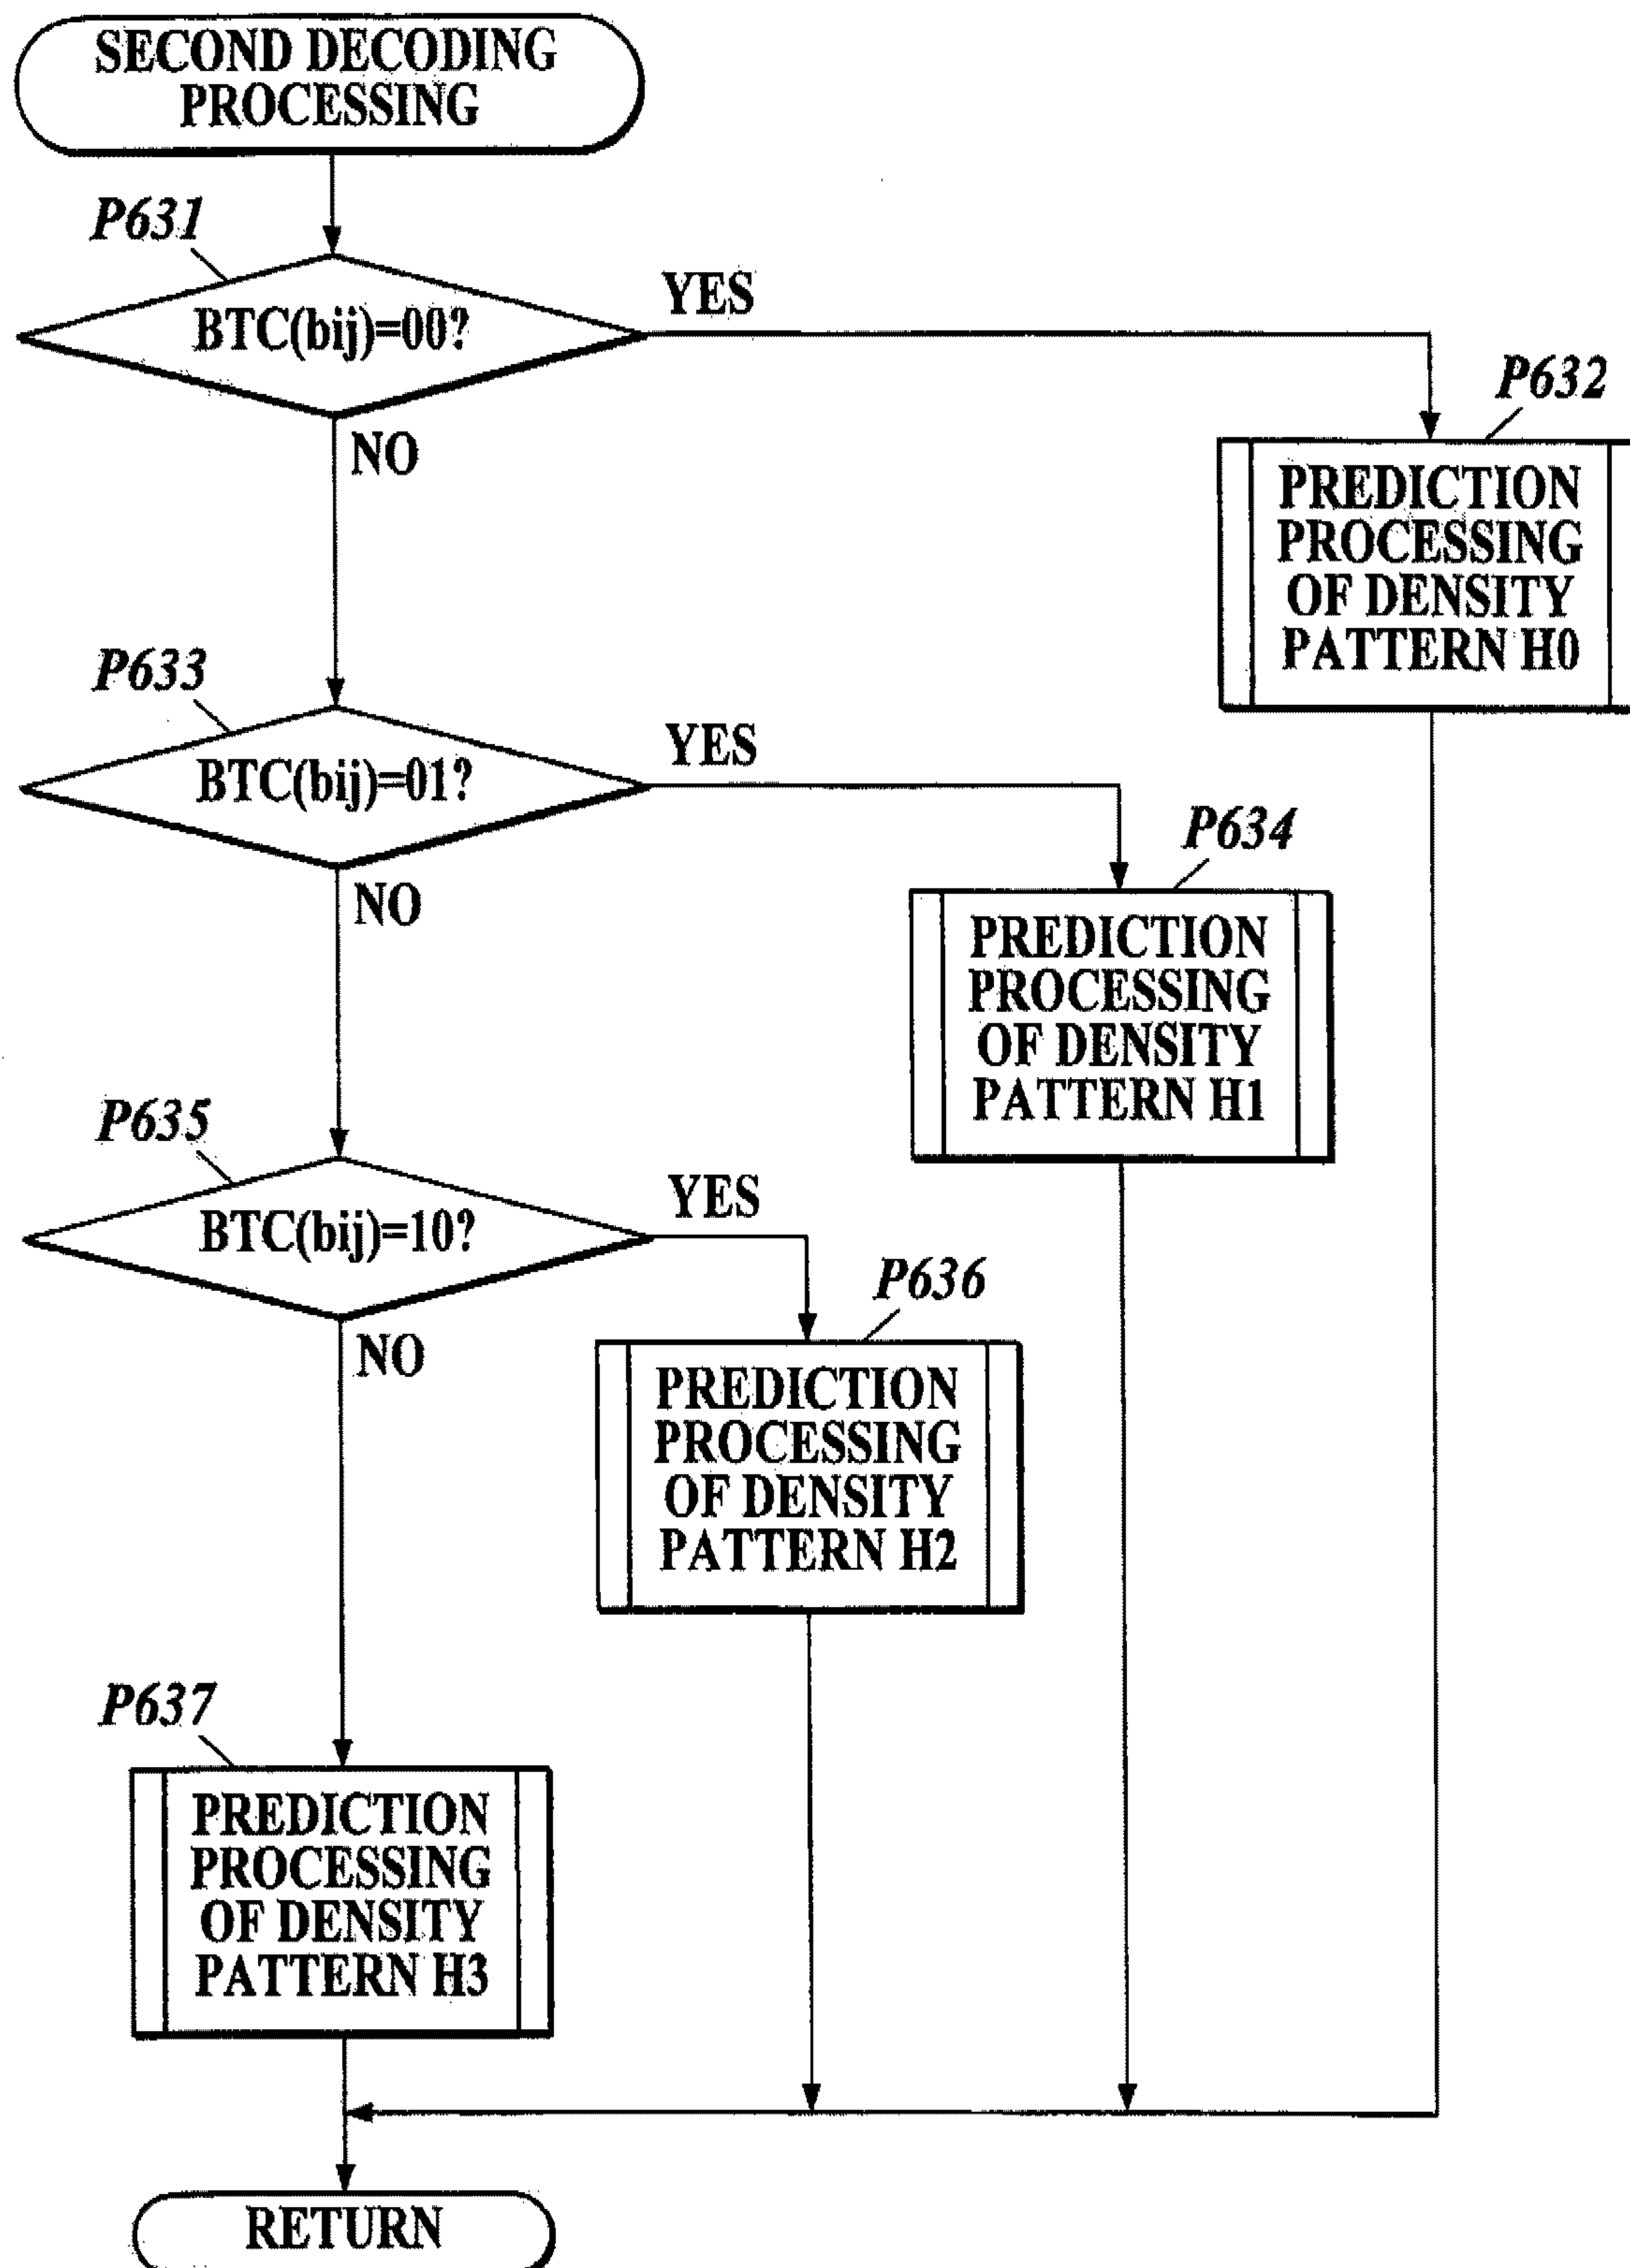 SECOND DECODING
PROCESSING
P631
BTC(bij)=00?
YES
NO
P632
PREDICTION
PROCESSING
OF DENSITY
PATTERN H0
P633
BTC(bij)=01?
YES
NO
P634
PREDICTION
PROCESSING
OF DENSITY
PATTERN H1
P635
BTC(bij)=10?
YES
NO
P636
PREDICTION
PROCESSING
OF DENSITY
PATTERN H2
P637
PREDICTION
PROCESSING
OF DENSITY
PATTERN H3
RETURN